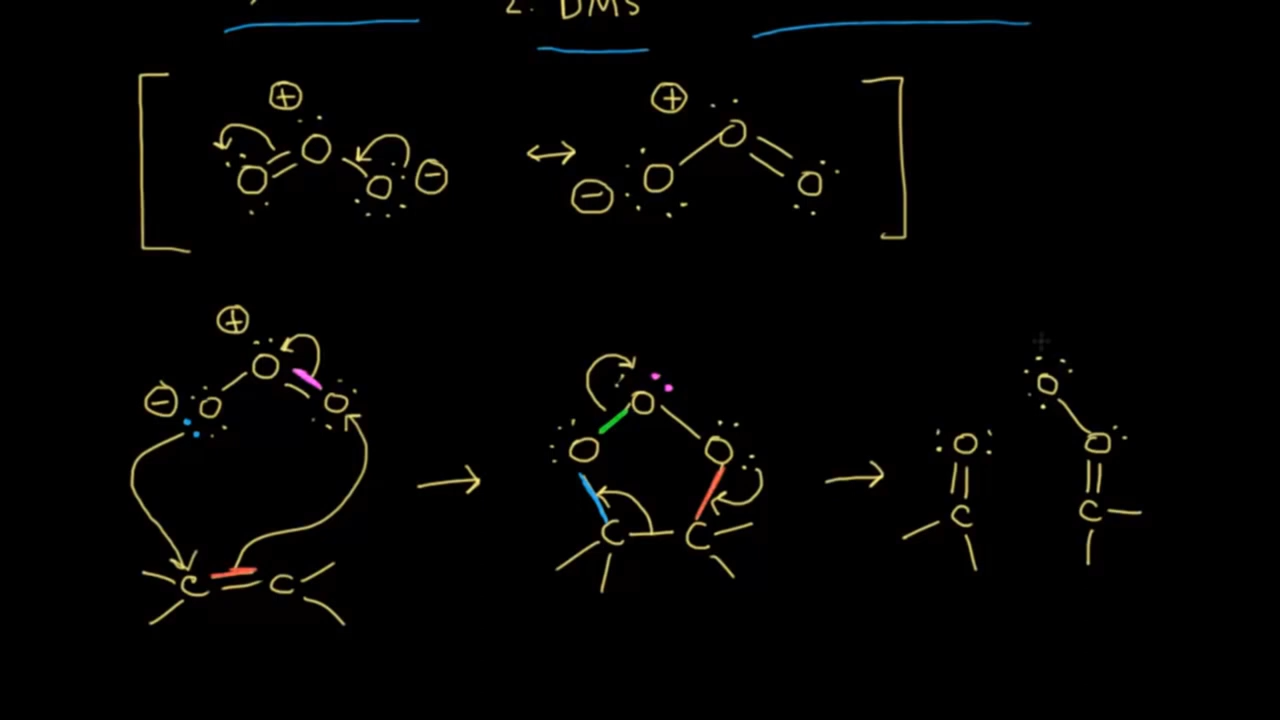 2. DMS
+ +
O O
O O - - O O
+
O O O
- O O O O O O
C C
C = C C C